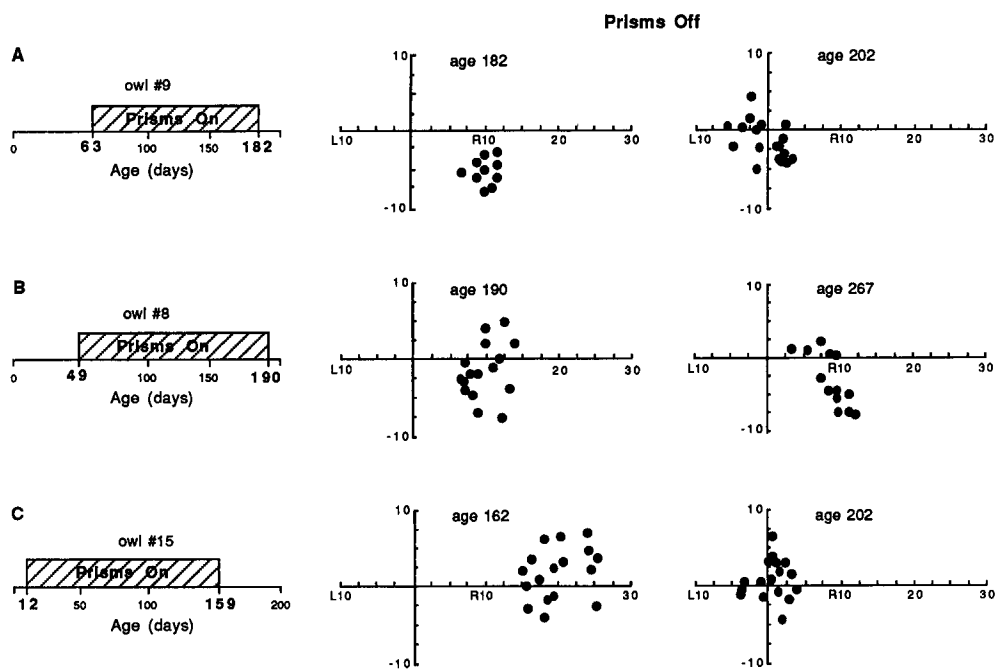 Prisms Off
A
owl #9
Prisms On
0 63 100 150 182
Age (days)
age 182
10
L10 R10 20 30
-10
age 202
10
L10 R10 20 30
-10
B
owl #8
Prisms On
0 49 100 150 190
Age (days)
age 190
10
L10 R10 20 30
-10
age 267
10
L10 R10 20 30
-10
C
owl #15
Prisms On
12 50 100 159 200
Age (days)
age 162
10
L10 R10 20 30
-10
age 202
10
L10 R10 20 30
-10